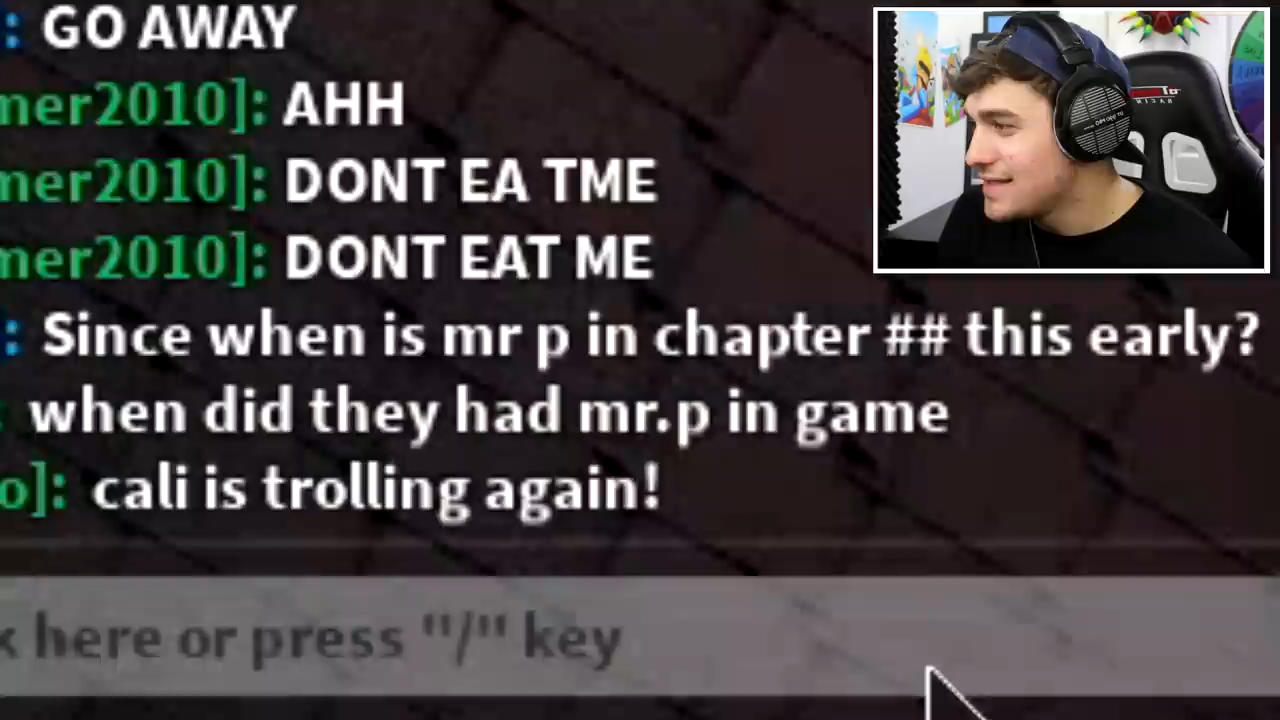 : GO AWAY
mer2010]: AHH
mer2010]: DONT EA TME
mer2010]: DONT EAT ME
: Since when is mr p in chapter ## this early?
: when did they had mr.p in game
o]: cali is trolling again!
k here or press "/" key